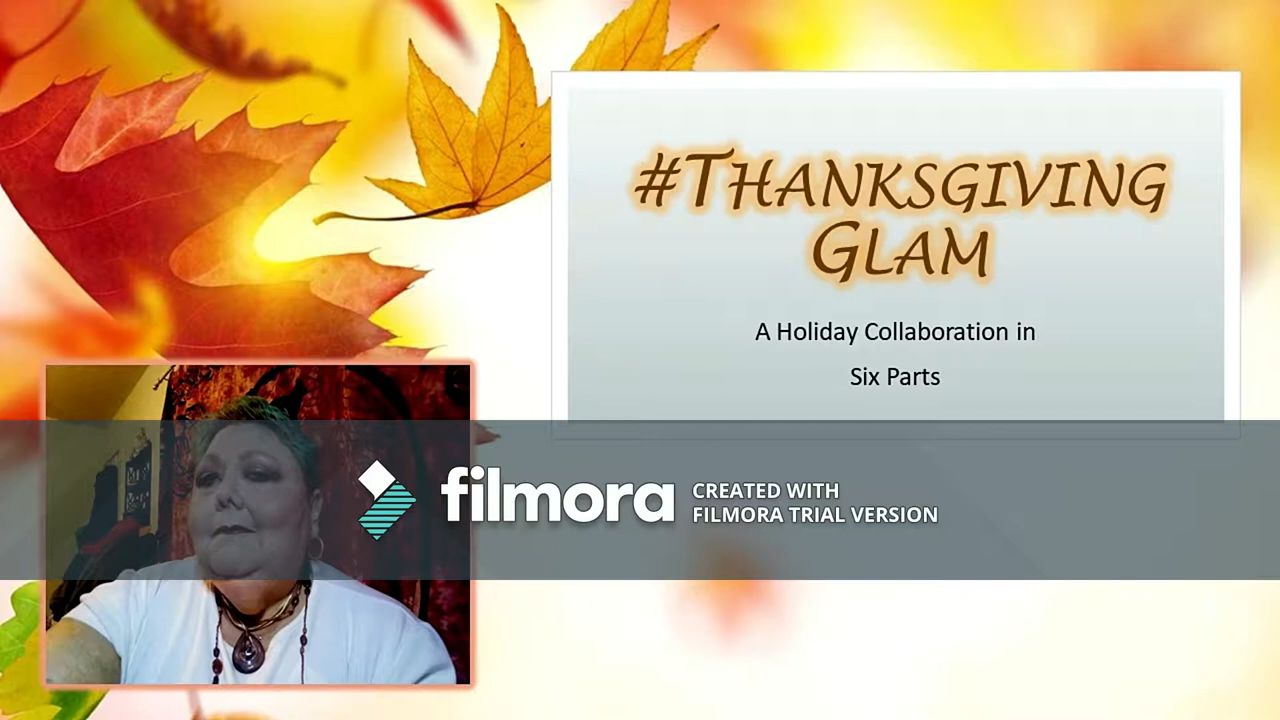 #THANKSGIVING
GLAM
A Holiday Collaboration in
Six Parts
filmora
CREATED WITH
FILMORA TRIAL VERSION